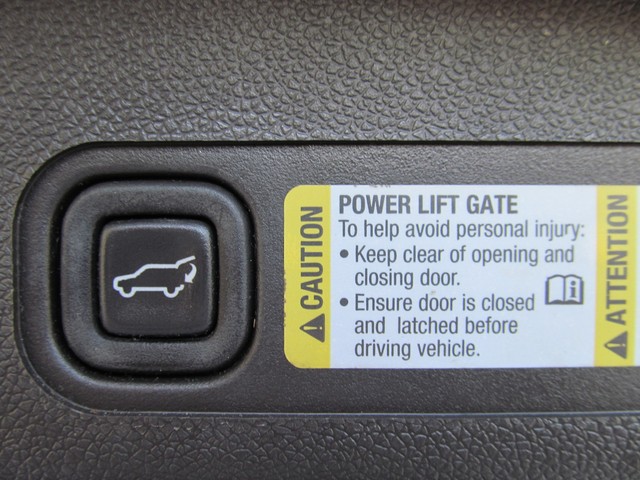 CAUTION
POWER LIFT GATE
To help avoid personal injury:
• Keep clear of opening and
closing door.
• Ensure door is closed
and latched before
driving vehicle.
ATTENTION